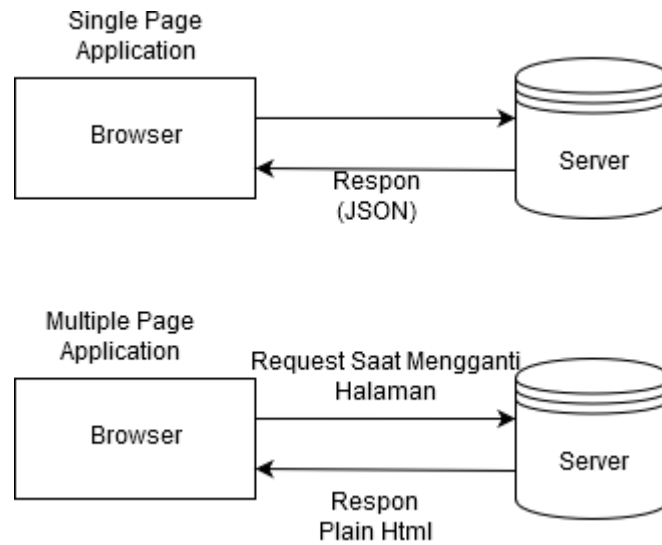 Single Page
Application
Browser
Server
Respon
(JSON)
Multiple Page
Application
Request Saat Mengganti
Halaman
Browser
Server
Respon
Plain Html